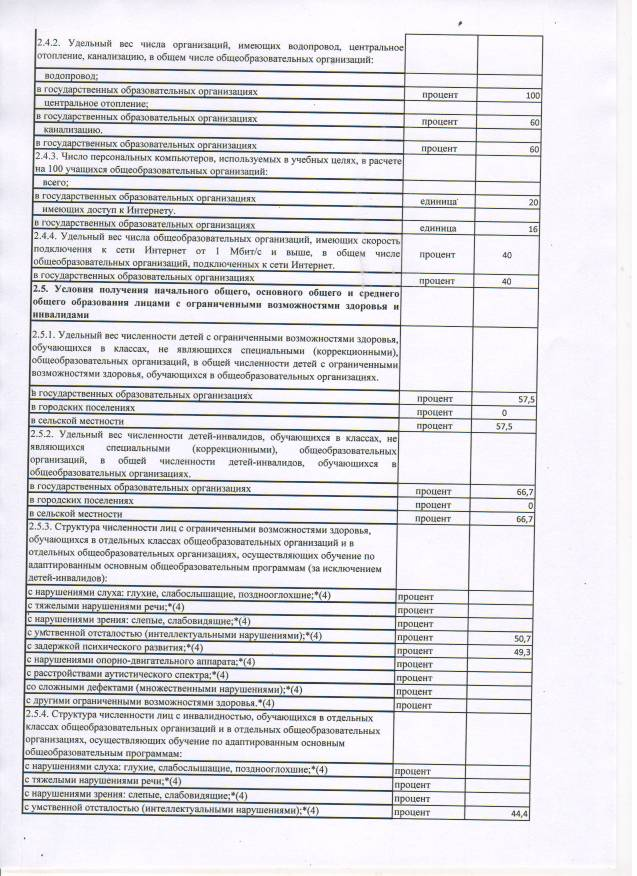 2.4.2. Удельный вес числа организаций, имеющих водопровод, центральное
отопление, канализацию, в общем числе общеобразовательных организаций:
водопровод;
в государственных образовательных организациях процент 100
центральное отопление;
в государственных образовательных организациях процент 60
канализацию.
в государственных образовательных организациях процент 60
2.4.3. Число персональных компьютеров, используемых в учебных целях, в расчете
на 100 учащихся общеобразовательных организаций:
всего;
в государственных образовательных организациях единица 20
имеющих доступ к Интернету.
в государственных образовательных организациях единица 16
2.4.4. Удельный вес числа общеобразовательных организаций, имеющих скорость
подключения к сети Интернет от 1 Мбит/с и выше, в общем числе процент 40
общеобразовательных организаций, подключенных к сети Интернет.
в государственных образовательных организациях процент 40
2.5. Условия получения начального общего, основного общего и среднего
общего образования лицами с ограниченными возможностями здоровья и
инвалидами
2.5.1. Удельный вес численности детей с ограниченными возможностями здоровья,
обучающихся в классах, не являющихся специальными (коррекционными),
общеобразовательных организаций, в общей численности детей с ограниченными
возможностями здоровья, обучающихся в общеобразовательных организациях.
в государственных образовательных организациях процент 57,5
в городских поселениях процент 0
в сельской местности процент 57,5
2.5.2. Удельный вес численности детей-инвалидов, обучающихся в классах, не
являющихся специальными (коррекционными), общеобразовательных
организаций, в общей численности детей-инвалидов, обучающихся в
общеобразовательных организациях.
в государственных образовательных организациях процент 66,7
в городских поселениях процент 0
в сельской местности процент 66,7
2.5.3. Структура численности лиц с ограниченными возможностями здоровья,
обучающихся в отдельных классах общеобразовательных организаций и в
отдельных общеобразовательных организациях, осуществляющих обучение по
адаптированным основным общеобразовательным программам (за исключением
детей-инвалидов):
с нарушениями слуха: глухие, слабослышащие, позднооглохшие;*(4) процент
с тяжелыми нарушениями речи;*(4) процент
с нарушениями зрения: слепые, слабовидящие;*(4) процент
с умственной отсталостью (интеллектуальными нарушениями);*(4) процент 50,7
с задержкой психического развития;*(4) процент 49,3
с нарушениями опорно-двигательного аппарата;*(4) процент
с расстройствами аутистического спектра;*(4) процент
со сложными дефектами (множественными нарушениями);*(4) процент
с другими ограниченными возможностями здоровья.*(4) процент
2.5.4. Структура численности лиц с инвалидностью, обучающихся в отдельных
классах общеобразовательных организаций и в отдельных общеобразовательных
организациях, осуществляющих обучение по адаптированным основным
общеобразовательным программам:
с нарушениями слуха: глухие, слабослышащие, позднооглохшие;*(4) процент
с тяжелыми нарушениями речи;*(4) процент
с нарушениями зрения: слепые, слабовидящие;*(4) процент
с умственной отсталостью (интеллектуальными нарушениями);*(4) процент 44,4